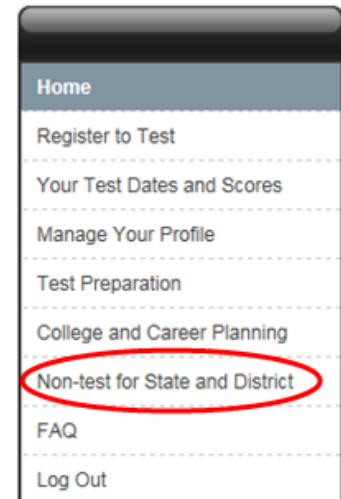 Home
Register to Test
Your Test Dates and Scores
Manage Your Profile
Test Preparation
College and Career Planning
Non-test for State and District
FAQ
Log Out